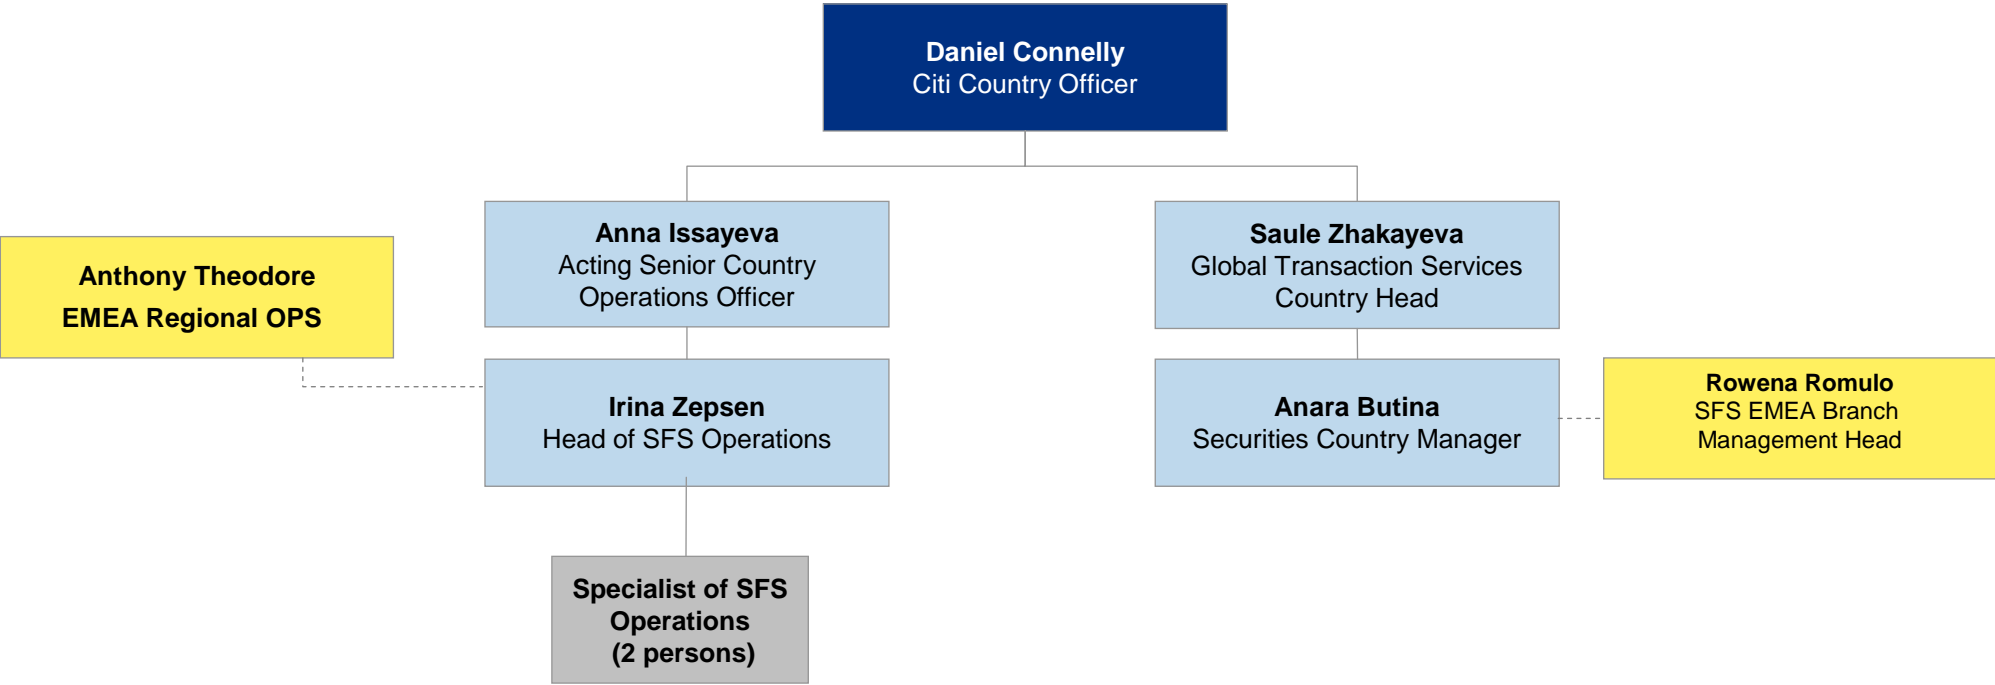 Daniel Connelly
Citi Country Officer
Anna Issayeva
Acting Senior Country
Operations Officer
Saule Zhakayeva
Global Transaction Services
Country Head
Anthony Theodore
EMEA Regional OPS
Irina Zepsen
Head of SFS Operations
Anara Butina
Securities Country Manager
Rowena Romulo
SFS EMEA Branch
Management Head
Specialist of SFS
Operations
(2 persons)